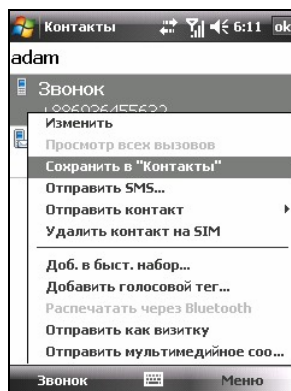 Контакты 6:11 ok
adam
Звонок
Изменить
Просмотр всех вызовов
Сохранить в "Контакты"
Отправить SMS...
Отправить контакт
Удалить контакт на SIM
Доб. в быст. набор...
Добавить голосовой тег...
Распечатать через Bluetooth
Отправить как визитку
Отправить мультимедийное соо...
Звонок Меню